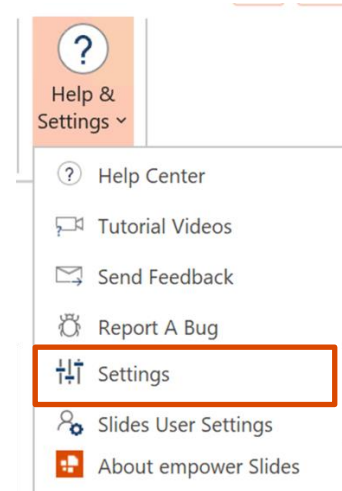 ?
Help &
Settings
? Help Center
? Tutorial Videos
Send Feedback
Report A Bug
Settings
Slides User Settings
About empower Slides